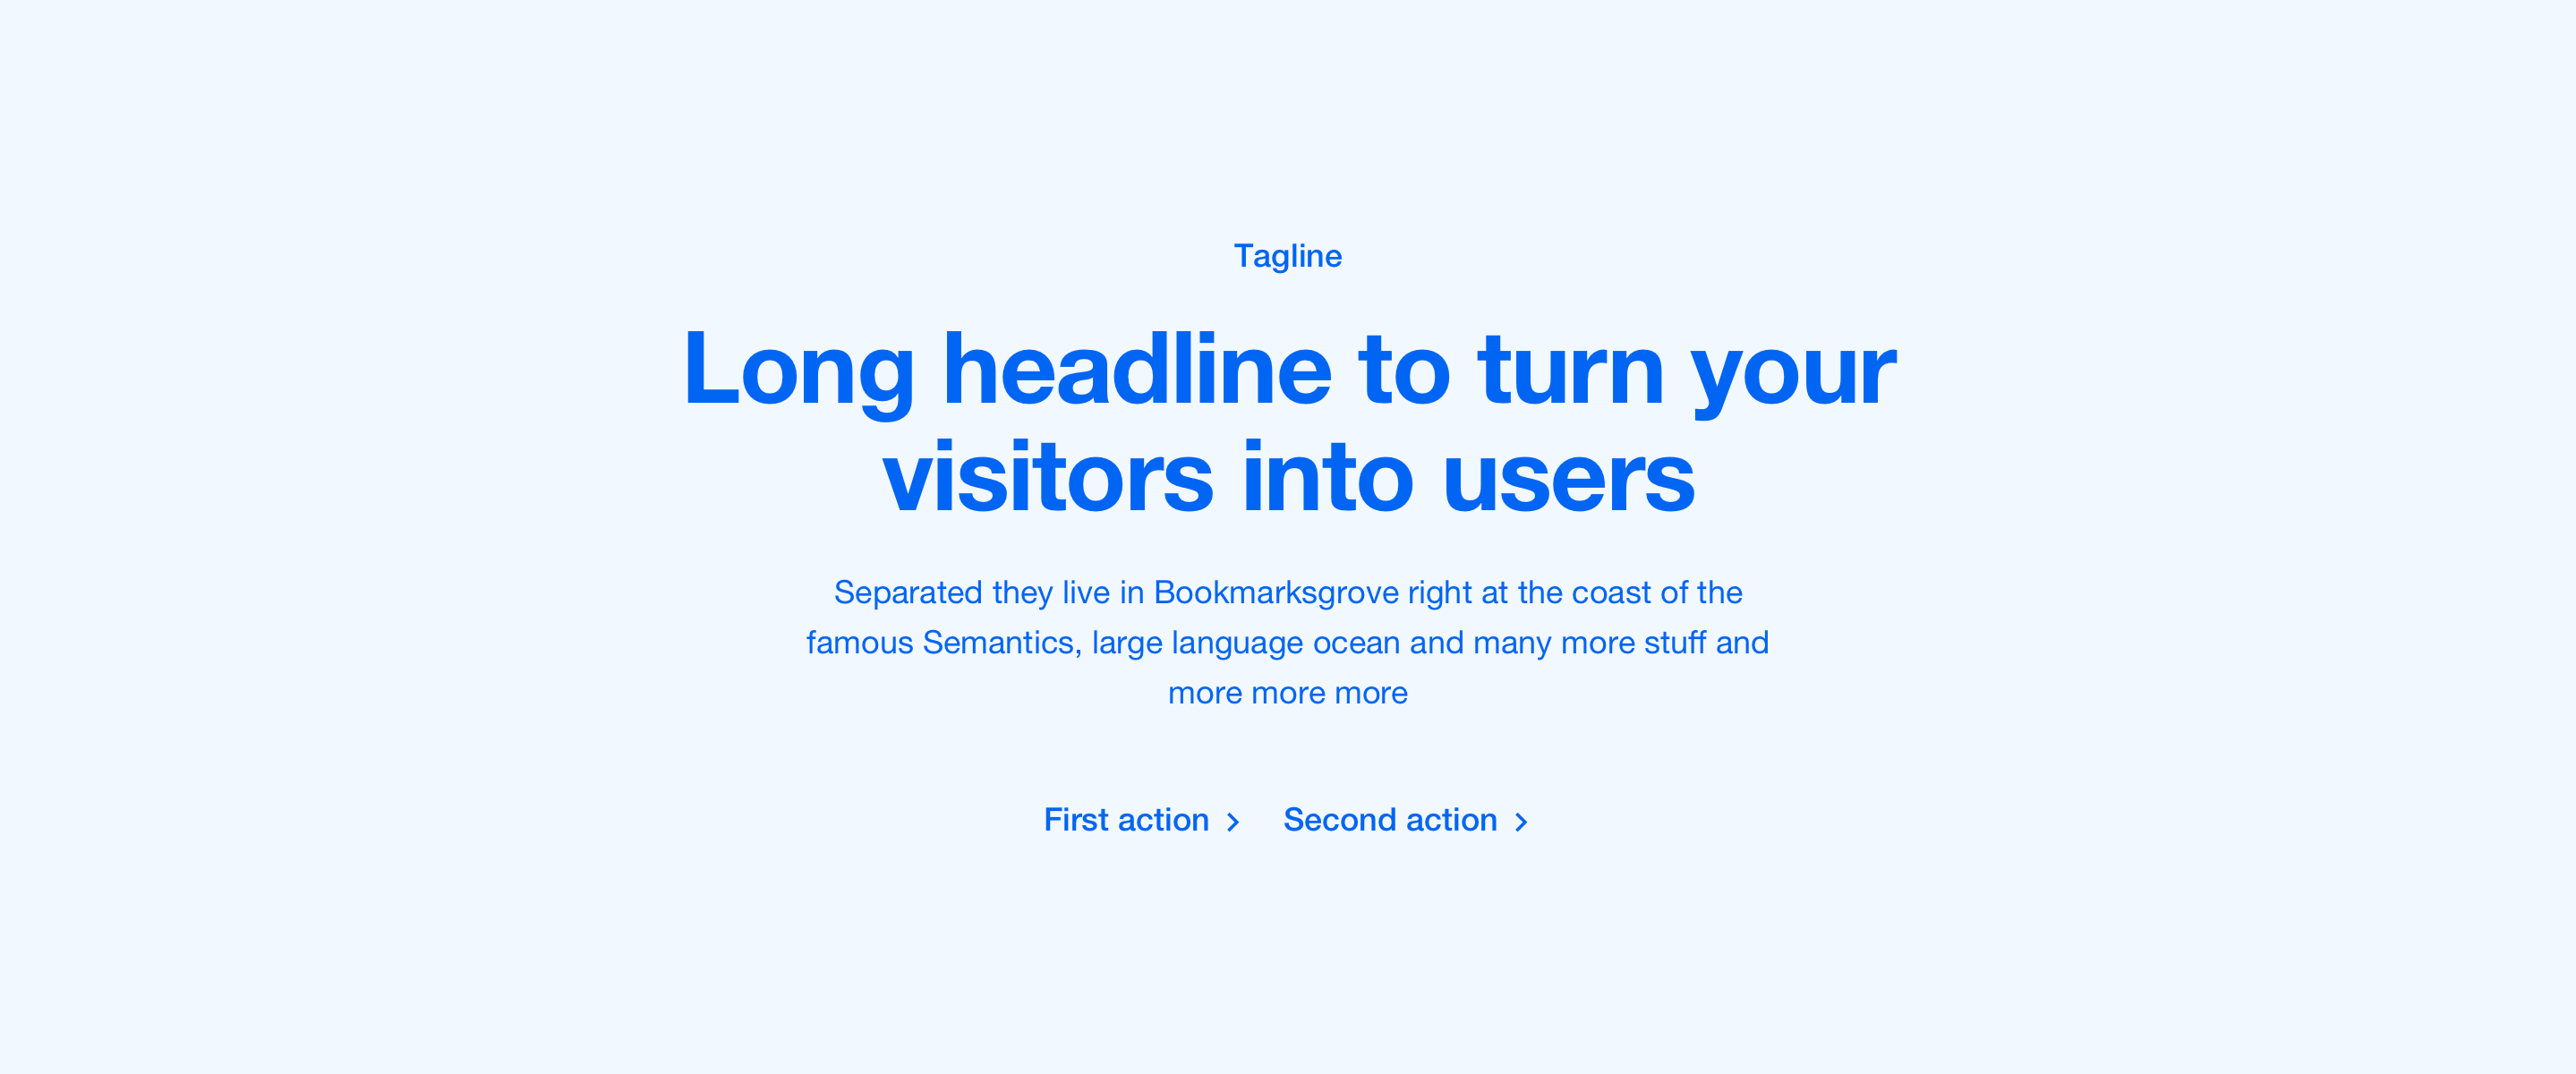 Tagline
Long headline to turn your
visitors into users
Separated they live in Bookmarksgrove right at the coast of the
famous Semantics, large language ocean and many more stuff and
more more more
First action
Second action